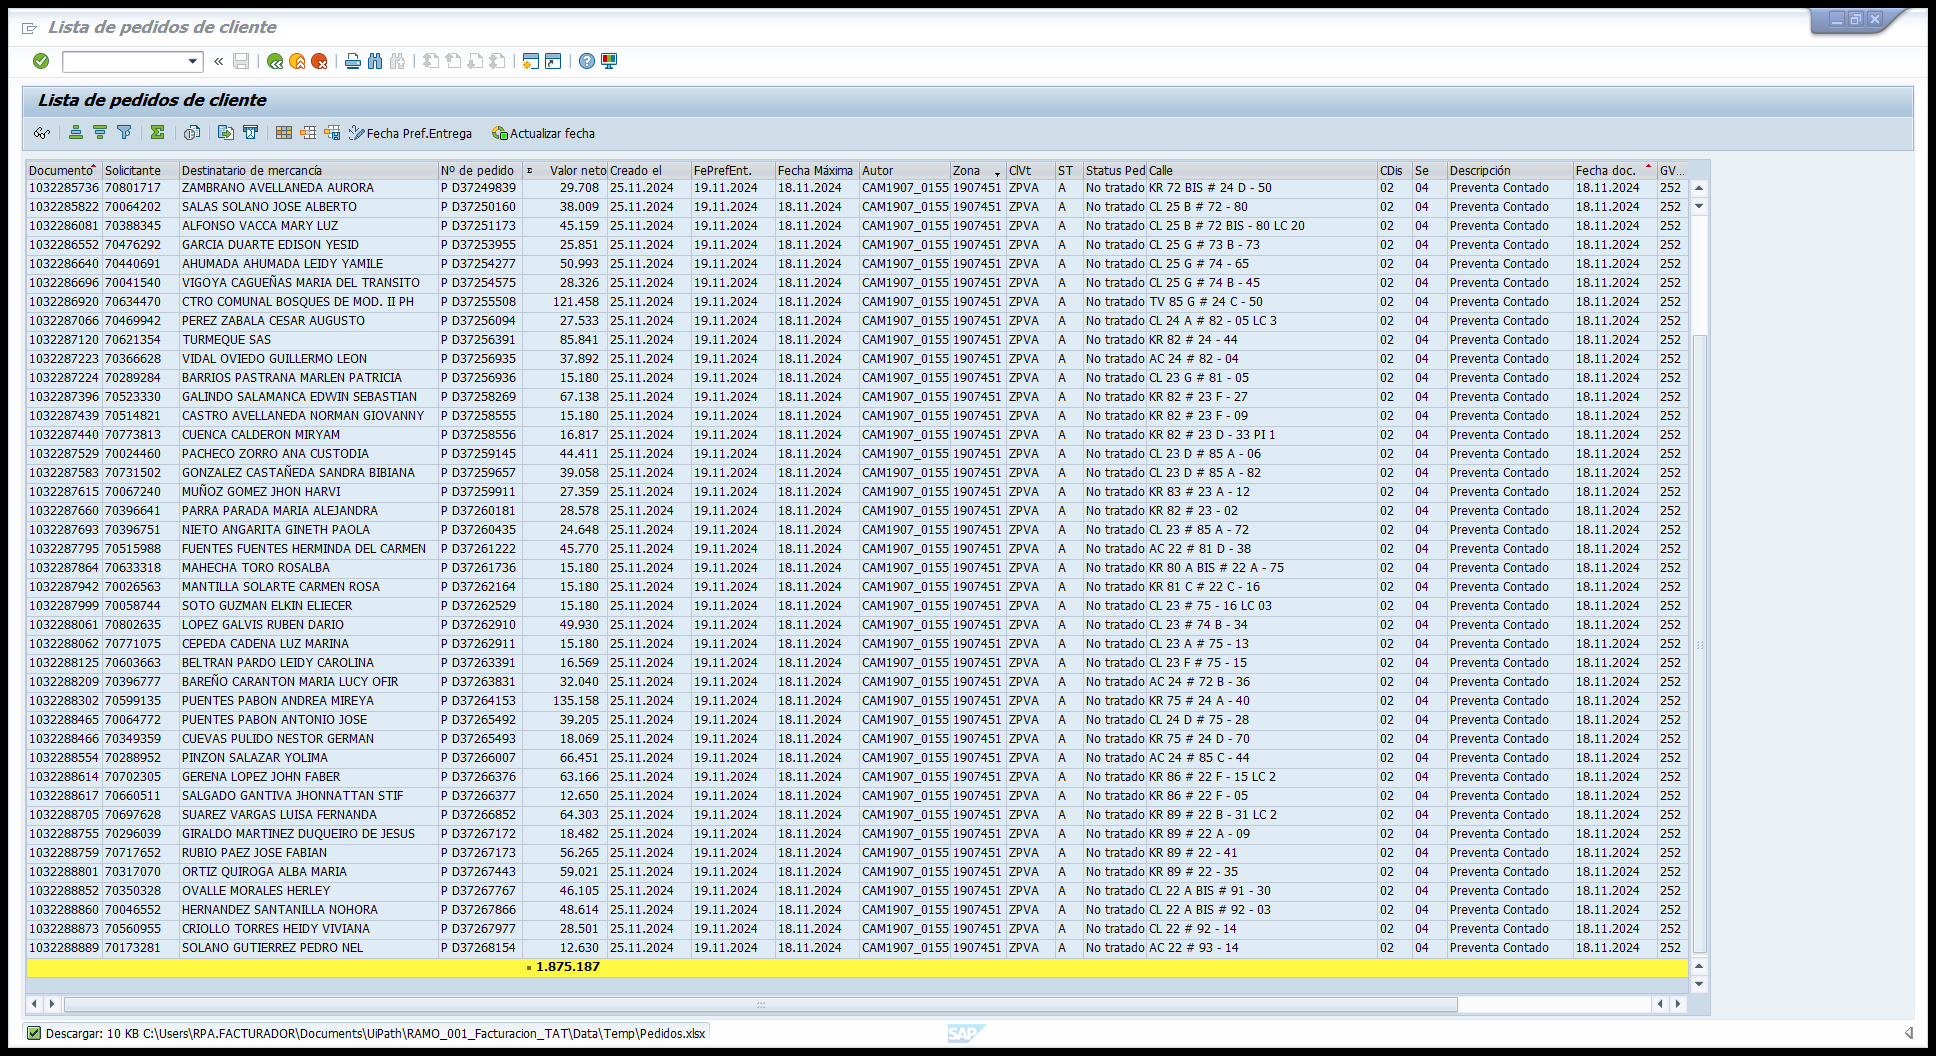 Lista de pedidos de cliente
Lista de pedidos de cliente
Fecha Pref.Entrega Actualizar fecha
Documento Solicitante Destinatario de mercancía Nº de pedido Valor neto Creado el FePrefEnt. Fecha Máxima Autor Zona ClVt ST Status Ped Calle CDis Se Descripción Fecha doc. GV...
1032285736 70801717 ZAMBRANO AVELLANEDA AURORA P D37249839 29.708 25.11.2024 19.11.2024 18.11.2024 CAM1907_0155 1907451 ZPVA A No tratado KR 72 BIS # 24 D - 50 02 04 Preventa Contado 18.11.2024 252
1032285822 70064202 SALAS SOLANO JOSE ALBERTO P D37250160 38.009 25.11.2024 19.11.2024 18.11.2024 CAM1907_0155 1907451 ZPVA A No tratado CL 25 B # 72 - 80 02 04 Preventa Contado 18.11.2024 252
1032286081 70388345 ALFONSO VACCA MARY LUZ P D37251173 45.159 25.11.2024 19.11.2024 18.11.2024 CAM1907_0155 1907451 ZPVA A No tratado CL 25 B # 72 BIS - 80 LC 20 02 04 Preventa Contado 18.11.2024 252
1032286552 70476292 GARCIA DUARTE EDISON YESID P D37253955 25.851 25.11.2024 19.11.2024 18.11.2024 CAM1907_0155 1907451 ZPVA A No tratado CL 25 G # 73 B - 73 02 04 Preventa Contado 18.11.2024 252
1032286640 70440691 AHUMADA AHUMADA LEIDY YAMILE P D37254277 50.993 25.11.2024 19.11.2024 18.11.2024 CAM1907_0155 1907451 ZPVA A No tratado CL 25 G # 74 - 65 02 04 Preventa Contado 18.11.2024 252
1032286696 70041540 VIGOYA CAGUEÑAS MARIA DEL TRANSITO P D37254575 28.326 25.11.2024 19.11.2024 18.11.2024 CAM1907_0155 1907451 ZPVA A No tratado CL 25 G # 74 B - 45 02 04 Preventa Contado 18.11.2024 252
1032286920 70634470 CTRO COMUNAL BOSQUES DE MOD. II PH P D37255508 121.458 25.11.2024 19.11.2024 18.11.2024 CAM1907_0155 1907451 ZPVA A No tratado TV 85 G # 24 C - 50 02 04 Preventa Contado 18.11.2024 252
1032287066 70469942 PEREZ ZABALA CESAR AUGUSTO P D37256094 27.533 25.11.2024 19.11.2024 18.11.2024 CAM1907_0155 1907451 ZPVA A No tratado CL 24 A # 82 - 05 LC 3 02 04 Preventa Contado 18.11.2024 252
1032287120 70621354 TURMEQUE SAS P D37256391 85.841 25.11.2024 19.11.2024 18.11.2024 CAM1907_0155 1907451 ZPVA A No tratado KR 82 # 24 - 44 02 04 Preventa Contado 18.11.2024 252
1032287223 70366628 VIDAL OVIEDO GUILLERMO LEON P D37256935 37.892 25.11.2024 19.11.2024 18.11.2024 CAM1907_0155 1907451 ZPVA A No tratado AC 24 # 82 - 04 02 04 Preventa Contado 18.11.2024 252
1032287224 70289284 BARRIOS PASTRANA MARLEN PATRICIA P D37256936 15.180 25.11.2024 19.11.2024 18.11.2024 CAM1907_0155 1907451 ZPVA A No tratado CL 23 G # 81 - 05 02 04 Preventa Contado 18.11.2024 252
1032287396 70523330 GALINDO SALAMANCA EDWIN SEBASTIAN P D37258269 67.138 25.11.2024 19.11.2024 18.11.2024 CAM1907_0155 1907451 ZPVA A No tratado KR 82 # 23 F - 27 02 04 Preventa Contado 18.11.2024 252
1032287439 70514821 CASTRO AVELLANEDA NORMAN GIOVANNY P D37258555 15.180 25.11.2024 19.11.2024 18.11.2024 CAM1907_0155 1907451 ZPVA A No tratado KR 82 # 23 F - 09 02 04 Preventa Contado 18.11.2024 252
1032287440 70773813 CUENCA CALDERON MIRYAM P D37258556 16.817 25.11.2024 19.11.2024 18.11.2024 CAM1907_0155 1907451 ZPVA A No tratado KR 82 # 23 D - 33 PI 1 02 04 Preventa Contado 18.11.2024 252
1032287529 70024460 PACHECO ZORRO ANA CUSTODIA P D37259145 44.411 25.11.2024 19.11.2024 18.11.2024 CAM1907_0155 1907451 ZPVA A No tratado CL 23 D # 85 A - 06 02 04 Preventa Contado 18.11.2024 252
1032287583 70731502 GONZALEZ CASTAÑEDA SANDRA BIBIANA P D37259657 39.058 25.11.2024 19.11.2024 18.11.2024 CAM1907_0155 1907451 ZPVA A No tratado CL 23 D # 85 A - 82 02 04 Preventa Contado 18.11.2024 252
1032287615 70067240 MUÑOZ GOMEZ JHON HARVI P D37259911 27.359 25.11.2024 19.11.2024 18.11.2024 CAM1907_0155 1907451 ZPVA A No tratado KR 83 # 23 A - 12 02 04 Preventa Contado 18.11.2024 252
1032287660 70396641 PARRA PARADA MARIA ALEJANDRA P D37260181 28.578 25.11.2024 19.11.2024 18.11.2024 CAM1907_0155 1907451 ZPVA A No tratado KR 82 # 23 - 02 02 04 Preventa Contado 18.11.2024 252
1032287693 70396751 NIETO ANGARITA GINETH PAOLA P D37260435 24.648 25.11.2024 19.11.2024 18.11.2024 CAM1907_0155 1907451 ZPVA A No tratado CL 23 # 85 A - 72 02 04 Preventa Contado 18.11.2024 252
1032287795 70515988 FUENTES FUENTES HERMINDA DEL CARMEN P D37261222 45.770 25.11.2024 19.11.2024 18.11.2024 CAM1907_0155 1907451 ZPVA A No tratado AC 22 # 81 D - 38 02 04 Preventa Contado 18.11.2024 252
1032287864 70633318 MAHECHA TORO ROSALBA P D37261736 15.180 25.11.2024 19.11.2024 18.11.2024 CAM1907_0155 1907451 ZPVA A No tratado KR 80 A BIS # 22 A - 75 02 04 Preventa Contado 18.11.2024 252
1032287942 70026563 MANTILLA SOLARTE CARMEN ROSA P D37262164 15.180 25.11.2024 19.11.2024 18.11.2024 CAM1907_0155 1907451 ZPVA A No tratado KR 81 C # 22 C - 16 02 04 Preventa Contado 18.11.2024 252
1032287999 70058744 SOTO GUZMAN ELKIN ELIECER P D37262529 15.180 25.11.2024 19.11.2024 18.11.2024 CAM1907_0155 1907451 ZPVA A No tratado CL 23 # 75 - 16 LC 03 02 04 Preventa Contado 18.11.2024 252
1032288061 70802635 LOPEZ GALVIS RUBEN DARIO P D37262910 49.930 25.11.2024 19.11.2024 18.11.2024 CAM1907_0155 1907451 ZPVA A No tratado CL 23 # 74 B - 34 02 04 Preventa Contado 18.11.2024 252
1032288062 70771075 CEPEDA CADENA LUZ MARINA P D37262911 15.180 25.11.2024 19.11.2024 18.11.2024 CAM1907_0155 1907451 ZPVA A No tratado CL 23 A # 75 - 13 02 04 Preventa Contado 18.11.2024 252
1032288125 70603663 BELTRAN PARDO LEIDY CAROLINA P D37263391 16.569 25.11.2024 19.11.2024 18.11.2024 CAM1907_0155 1907451 ZPVA A No tratado CL 23 F # 75 - 15 02 04 Preventa Contado 18.11.2024 252
1032288209 70396777 BAREÑO CARANTON MARIA LUCY OFIR P D37263831 32.040 25.11.2024 19.11.2024 18.11.2024 CAM1907_0155 1907451 ZPVA A No tratado AC 24 # 72 B - 36 02 04 Preventa Contado 18.11.2024 252
1032288302 70599135 PUENTES PABON ANDREA MIREYA P D37264153 135.158 25.11.2024 19.11.2024 18.11.2024 CAM1907_0155 1907451 ZPVA A No tratado KR 75 # 24 A - 40 02 04 Preventa Contado 18.11.2024 252
1032288465 70064772 PUENTES PABON ANTONIO JOSE P D37265492 39.205 25.11.2024 19.11.2024 18.11.2024 CAM1907_0155 1907451 ZPVA A No tratado CL 24 D # 75 - 28 02 04 Preventa Contado 18.11.2024 252
1032288466 70349359 CUEVAS PULIDO NESTOR GERMAN P D37265493 18.069 25.11.2024 19.11.2024 18.11.2024 CAM1907_0155 1907451 ZPVA A No tratado KR 75 # 24 D - 70 02 04 Preventa Contado 18.11.2024 252
1032288554 70288952 PINZON SALAZAR YOLIMA P D37266007 66.451 25.11.2024 19.11.2024 18.11.2024 CAM1907_0155 1907451 ZPVA A No tratado AC 24 # 85 C - 44 02 04 Preventa Contado 18.11.2024 252
1032288614 70702305 GERENA LOPEZ JOHN FABER P D37266376 63.166 25.11.2024 19.11.2024 18.11.2024 CAM1907_0155 1907451 ZPVA A No tratado KR 86 # 22 F - 15 LC 2 02 04 Preventa Contado 18.11.2024 252
1032288617 70660511 SALGADO GANTIVA JHONNATTAN STIF P D37266377 12.650 25.11.2024 19.11.2024 18.11.2024 CAM1907_0155 1907451 ZPVA A No tratado KR 86 # 22 F - 05 02 04 Preventa Contado 18.11.2024 252
1032288705 70697628 SUAREZ VARGAS LUISA FERNANDA P D37266852 64.303 25.11.2024 19.11.2024 18.11.2024 CAM1907_0155 1907451 ZPVA A No tratado KR 89 # 22 B - 31 LC 2 02 04 Preventa Contado 18.11.2024 252
1032288755 70296039 GIRALDO MARTINEZ DUQUEIRO DE JESUS P D37267172 18.482 25.11.2024 19.11.2024 18.11.2024 CAM1907_0155 1907451 ZPVA A No tratado KR 89 # 22 A - 09 02 04 Preventa Contado 18.11.2024 252
1032288759 70717652 RUBIO PAEZ JOSE FABIAN P D37267173 56.265 25.11.2024 19.11.2024 18.11.2024 CAM1907_0155 1907451 ZPVA A No tratado KR 89 # 22 - 41 02 04 Preventa Contado 18.11.2024 252
1032288801 70317070 ORTIZ QUIROGA ALBA MARIA P D37267443 59.021 25.11.2024 19.11.2024 18.11.2024 CAM1907_0155 1907451 ZPVA A No tratado KR 89 # 22 - 35 02 04 Preventa Contado 18.11.2024 252
1032288852 70350328 OVALLE MORALES HERLEY P D37267767 46.105 25.11.2024 19.11.2024 18.11.2024 CAM1907_0155 1907451 ZPVA A No tratado CL 22 A BIS # 91 - 30 02 04 Preventa Contado 18.11.2024 252
1032288860 70046552 HERNANDEZ SANTANILLA NOHORA P D37267866 48.614 25.11.2024 19.11.2024 18.11.2024 CAM1907_0155 1907451 ZPVA A No tratado CL 22 A BIS # 92 - 03 02 04 Preventa Contado 18.11.2024 252
1032288873 70560955 CRIOLLO TORRES HEIDY VIVIANA P D37267977 28.501 25.11.2024 19.11.2024 18.11.2024 CAM1907_0155 1907451 ZPVA A No tratado CL 22 # 92 - 14 02 04 Preventa Contado 18.11.2024 252
1032288889 70173281 SOLANO GUTIERREZ PEDRO NEL P D37268154 12.630 25.11.2024 19.11.2024 18.11.2024 CAM1907_0155 1907451 ZPVA A No tratado AC 22 # 93 - 14 02 04 Preventa Contado 18.11.2024 252
1.875.187
Descargar: 10 KB C:\Users\RPA.FACTURADOR\Documents\UiPath\RAMO_001_Facturacion_TAT\Data\Temp\Pedidos.xlsx
SAP